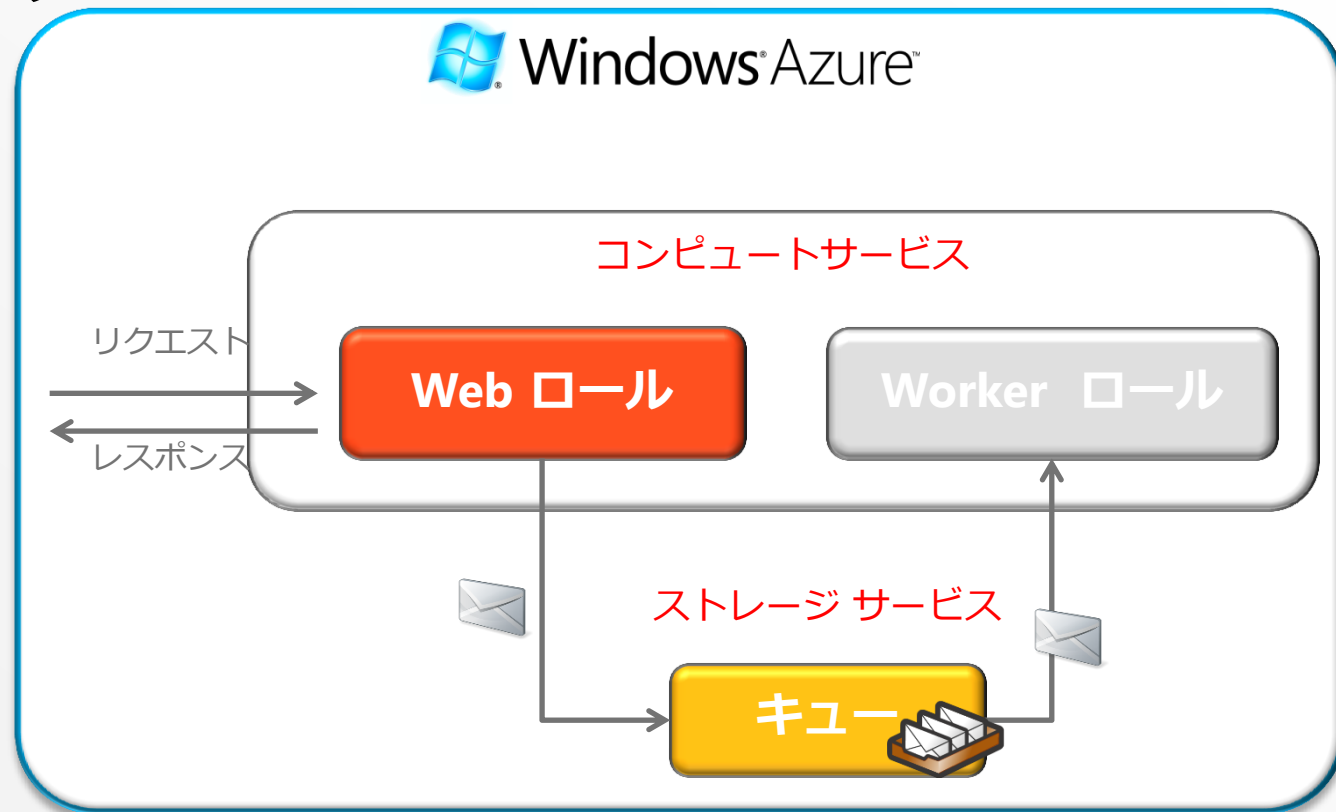 Windows® Azure™
コンピュートサービス
リクエスト
Web ロール
Worker ロール
レスポンス
ストレージ サービス
キュー